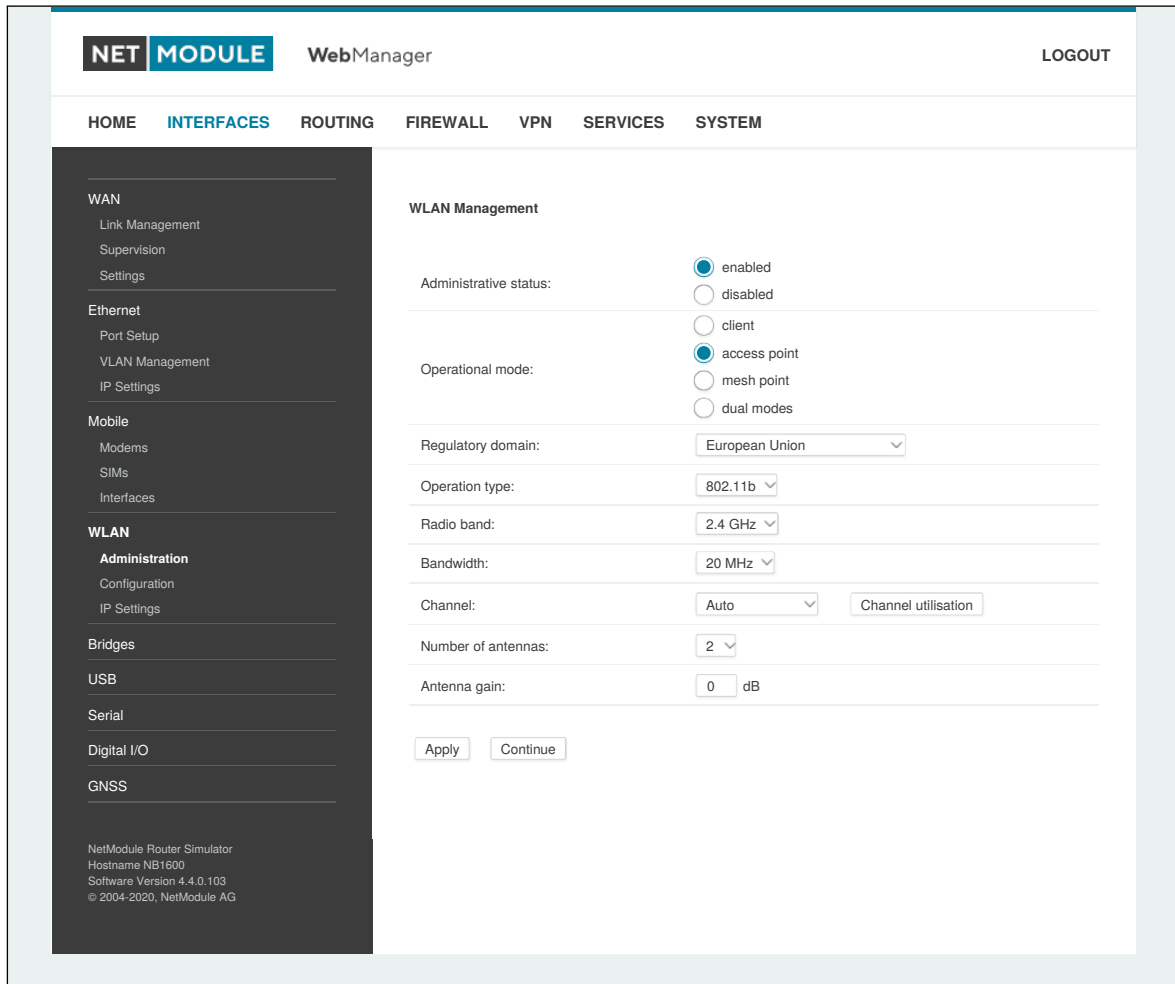 NET MODULE WebManager LOGOUT
HOME INTERFACES ROUTING FIREWALL VPN SERVICES SYSTEM
WAN
Link Management
Supervision
Settings
Ethernet
Port Setup
VLAN Management
IP Settings
Mobile
Modems
SIMs
Interfaces
WLAN
Administration
Configuration
IP Settings
Bridges
USB
Serial
Digital I/O
GNSS
NetModule Router Simulator
Hostname NB1600
Software Version 4.4.0.103
© 2004-2020, NetModule AG
WLAN Management
Administrative status:
enabled
disabled
Operational mode:
client
access point
mesh point
dual modes
Regulatory domain: European Union
Operation type: 802.11b
Radio band: 2.4 GHz
Bandwidth: 20 MHz
Channel: Auto Channel utilisation
Number of antennas: 2
Antenna gain: 0 dB
Apply Continue